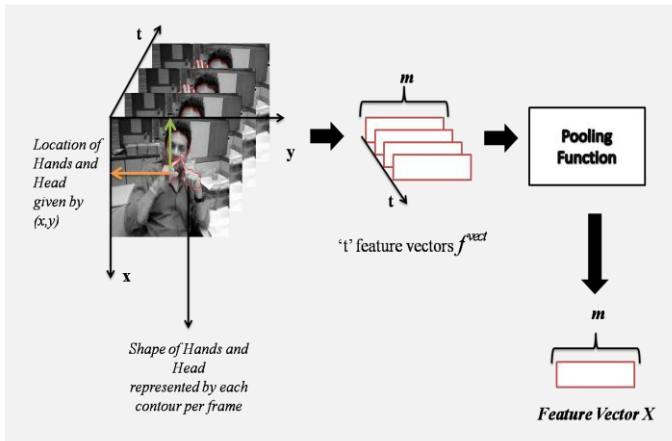 t
m
Location of
Hands and
Head
given by
(x,y)
y
x
Pooling
Function
t
't' feature vectors f^vect
Shape of Hands and
Head
represented by each
contour per frame
m
Feature Vector X